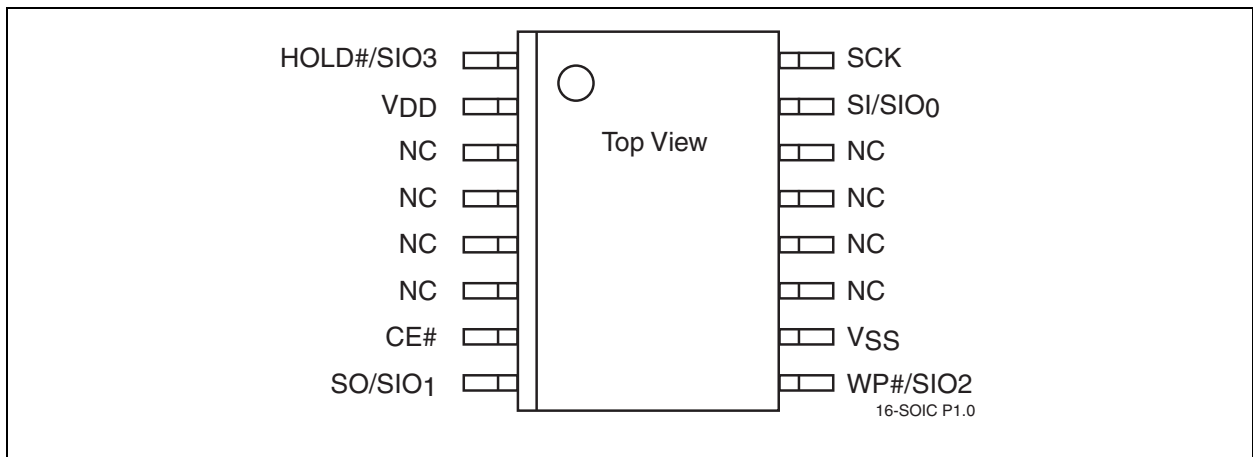 HOLD#/SIO3
VDD
NC
NC
NC
NC
CE#
SO/SIO1
Top View
SCK
SI/SIO0
NC
NC
NC
NC
VSS
WP#/SIO2
16-SOIC P1.0